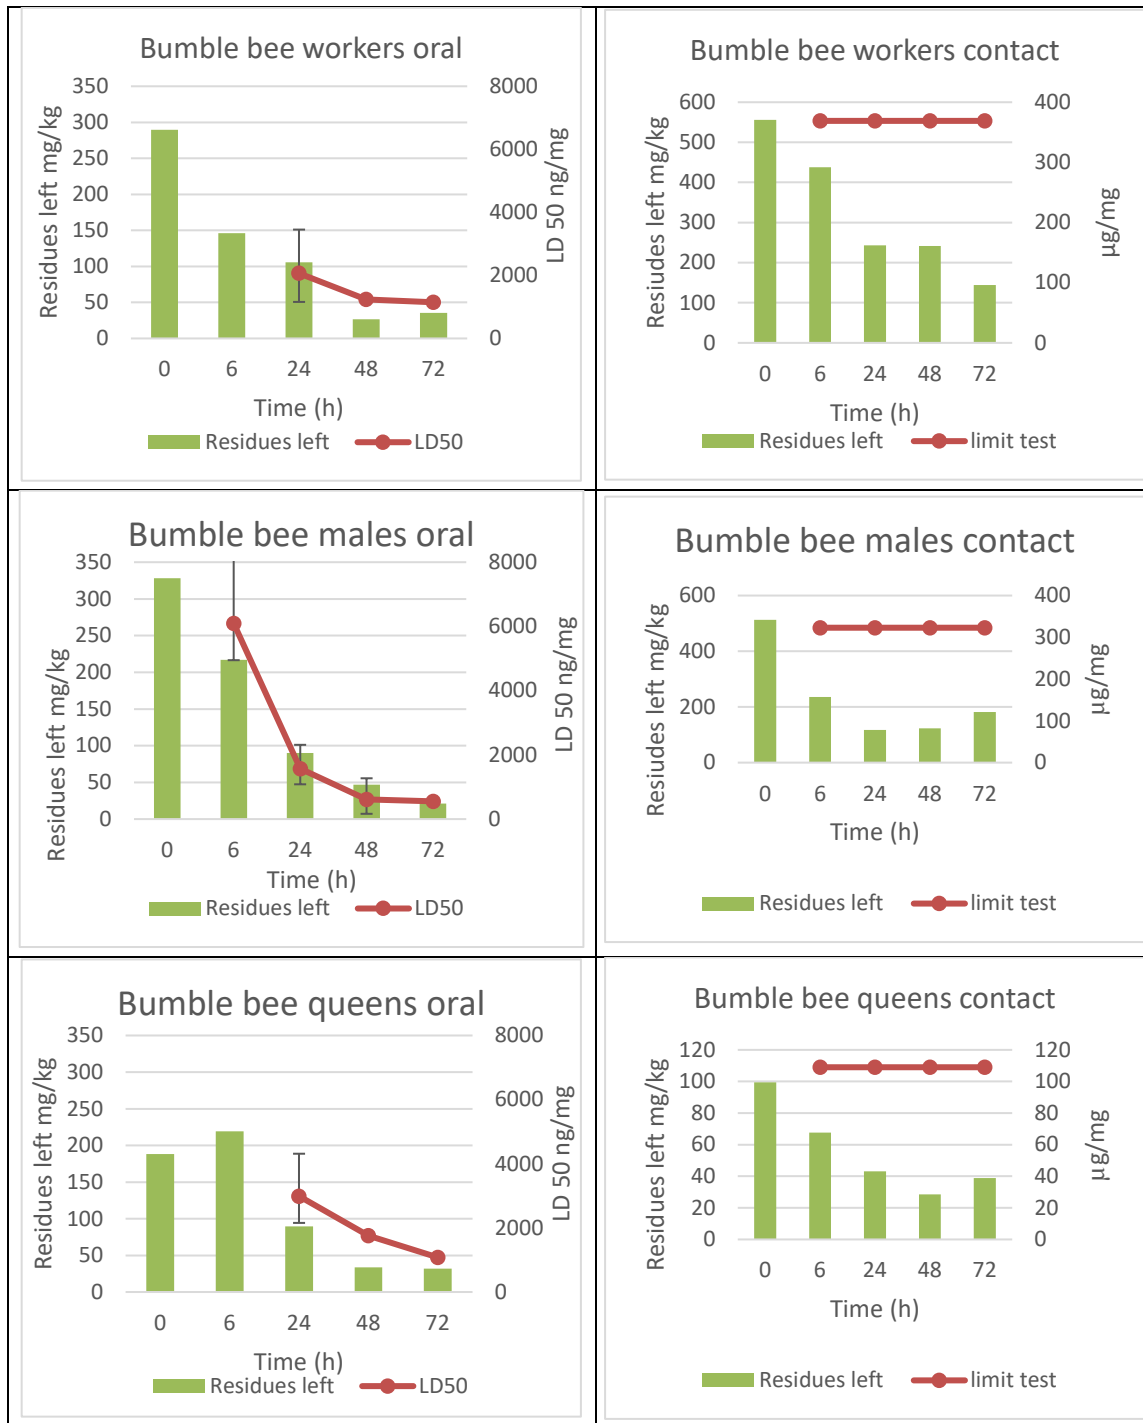 Bumble bee workers oral
350
300
250
200
150
100
50
0
Residues left mg/kg
8000
6000
4000
2000
0
LD 50 ng/mg
0 6 24 48 72
Time (h)
Residues left LD50
Bumble bee workers contact
600
500
400
300
200
100
0
Resiudes left mg/kg
400
300
200
100
0
µg/mg
0 6 24 48 72
Time (h)
Residues left limit test
Bumble bee males oral
350
300
250
200
150
100
50
0
Residues left mg/kg
8000
6000
4000
2000
0
LD 50 ng/mg
0 6 24 48 72
Time (h)
Residues left LD50
Bumble bee males contact
600
400
200
0
Resiudes left mg/kg
400
300
200
100
0
µg/mg
0 6 24 48 72
Time (h)
Residues left limit test
Bumble bee queens oral
350
300
250
200
150
100
50
0
Residues left mg/kg
8000
6000
4000
2000
0
LD 50 ng/mg
0 6 24 48 72
Time (h)
Residues left LD50
Bumble bee queens contact
120
100
80
60
40
20
0
Residues left mg/kg
120
100
80
60
40
20
0
µg/mg
0 6 24 48 72
Time (h)
Residues left limit test